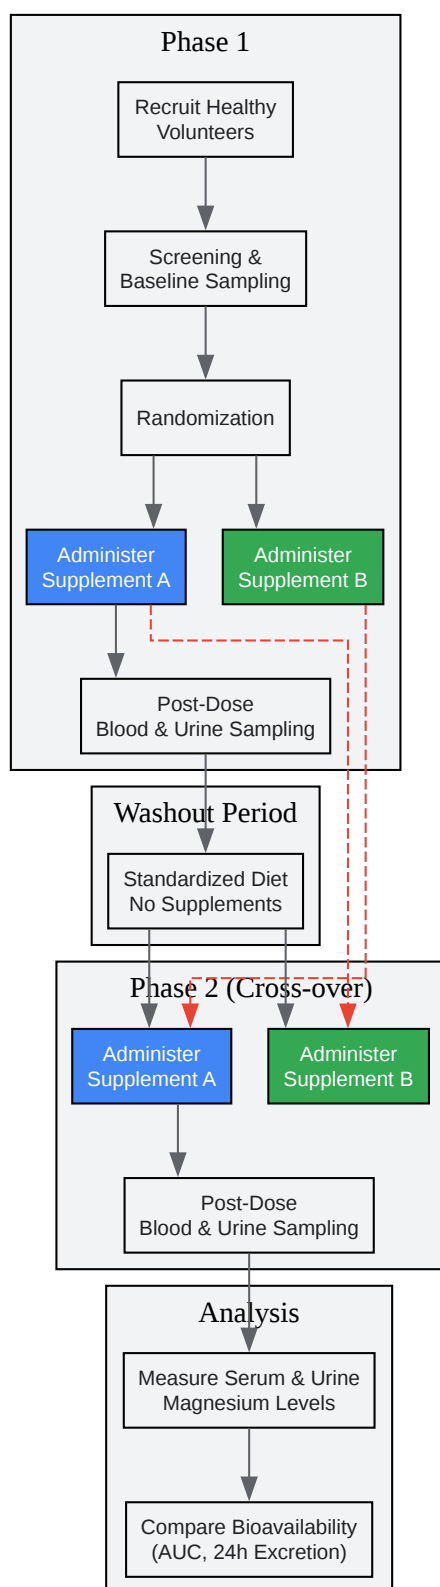 Phase 1
Recruit Healthy
Volunteers
Screening &
Baseline Sampling
Randomization
Administer
Supplement A
Administer
Supplement B
Post-Dose
Blood & Urine Sampling
Washout Period
Standardized Diet
No Supplements
Phase 2 (Cross-over)
Administer
Supplement A
Administer
Supplement B
Post-Dose
Blood & Urine Sampling
Analysis
Measure Serum & Urine
Magnesium Levels
Compare Bioavailability
(AUC, 24h Excretion)